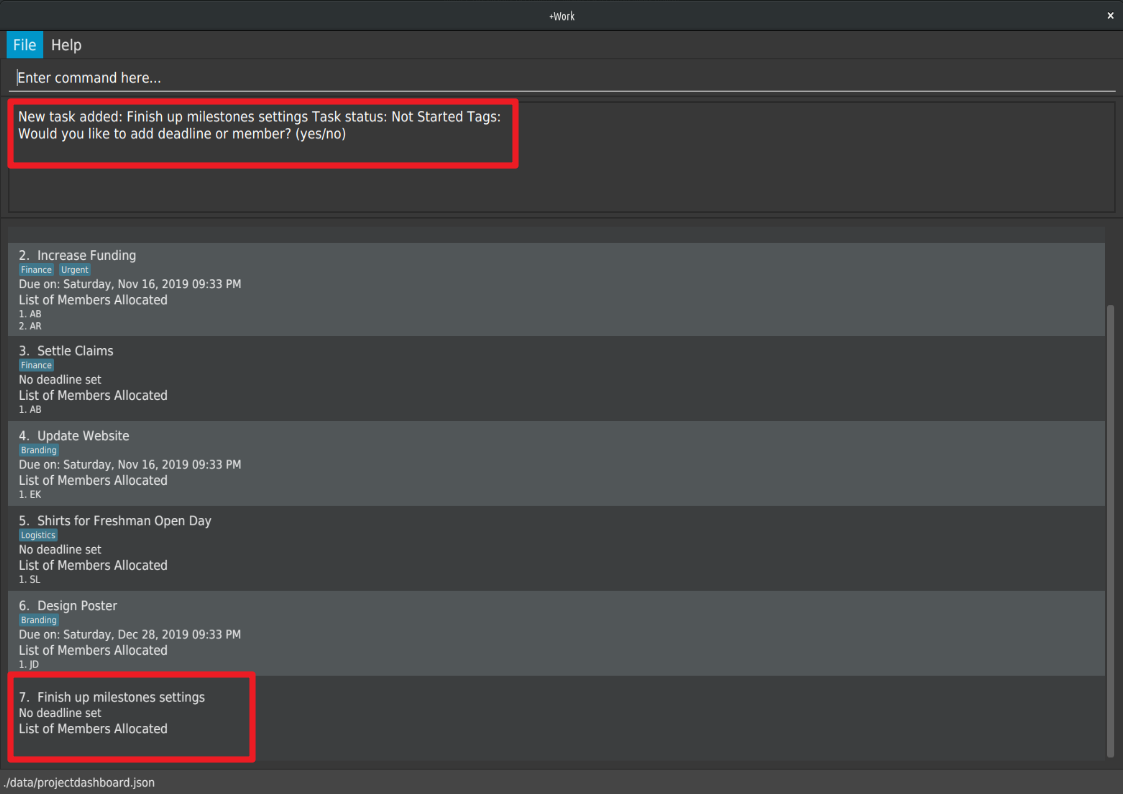 +Work
×
File Help
Enter command here...
New task added: Finish up milestones settings Task status: Not Started Tags:
Would you like to add deadline or member? (yes/no)
2. Increase Funding
Finance Urgent
Due on: Saturday, Nov 16, 2019 09:33 PM
List of Members Allocated
1. AB
2. AR
3. Settle Claims
Finance
No deadline set
List of Members Allocated
1. AB
4. Update Website
Branding
Due on: Saturday, Nov 16, 2019 09:33 PM
List of Members Allocated
1. EK
5. Shirts for Freshman Open Day
Logistics
No deadline set
List of Members Allocated
1. SL
6. Design Poster
Branding
Due on: Saturday, Dec 28, 2019 09:33 PM
List of Members Allocated
1. JD
7. Finish up milestones settings
No deadline set
List of Members Allocated
./data/projectdashboard.json